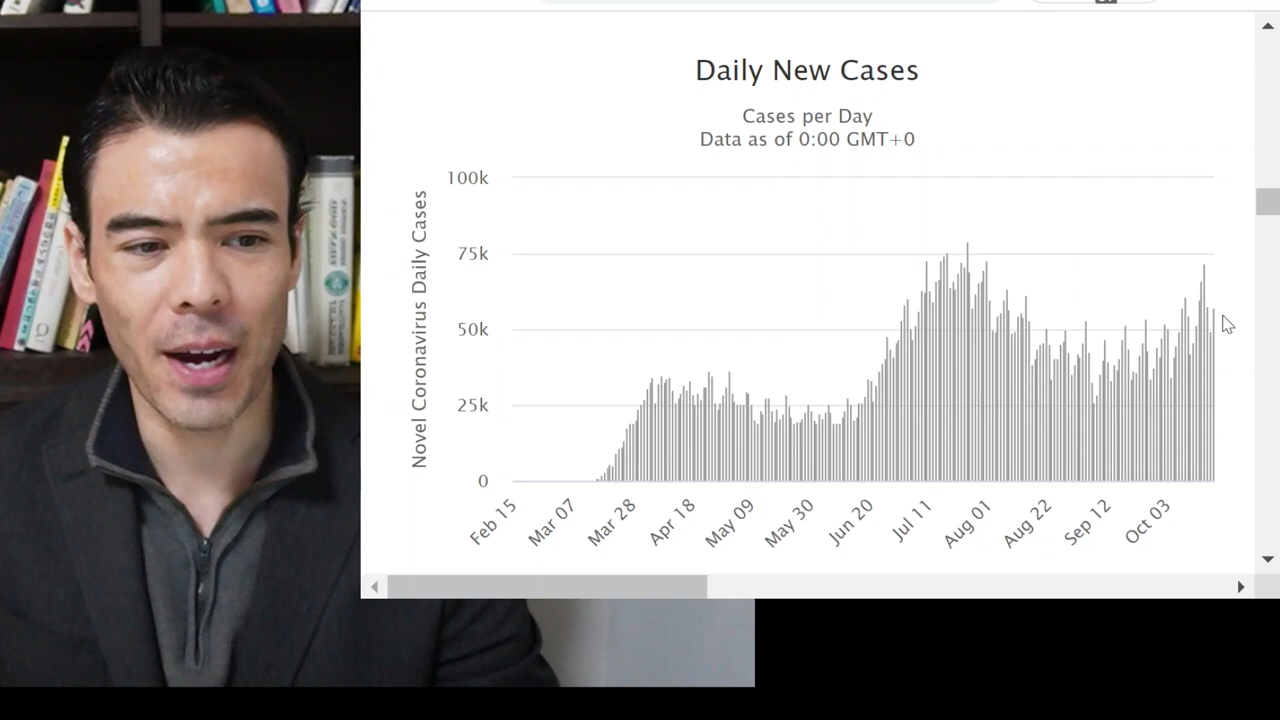 Daily New Cases
Cases per Day
Data as of 0:00 GMT+0
Novel Coronavirus Daily Cases
100k
75k
50k
25k
0
Feb 15
Mar 07
Mar 28
Apr 18
May 09
May 30
Jun 20
Jul 11
Aug 01
Aug 22
Sep 12
Oct 03